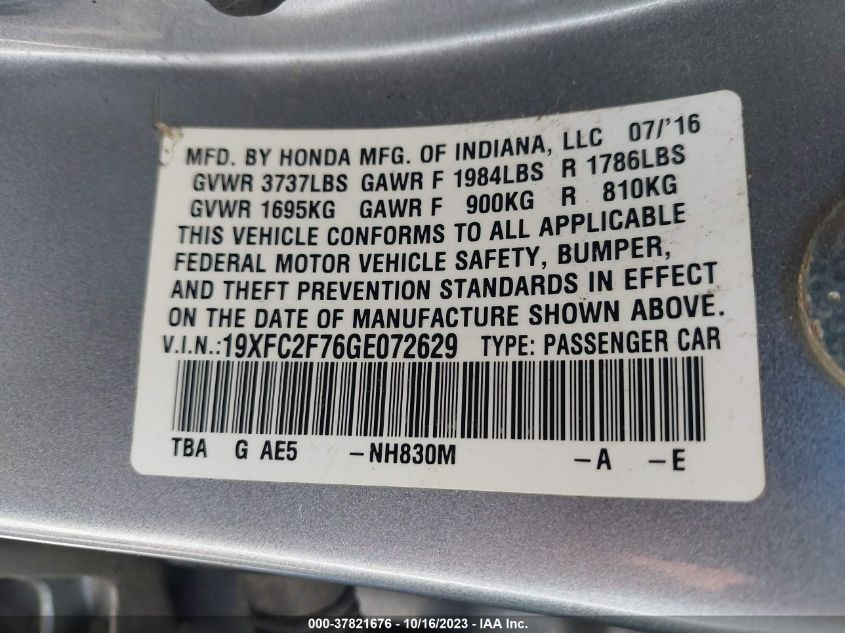 MFD. BY HONDA MFG. OF INDIANA, LLC 07/'16
GVWR 3737LBS GAWR F 1984LBS R 1786LBS
GVWR 1695KG GAWR F 900KG R 810KG
THIS VEHICLE CONFORMS TO ALL APPLICABLE
FEDERAL MOTOR VEHICLE SAFETY, BUMPER,
AND THEFT PREVENTION STANDARDS IN EFFECT
ON THE DATE OF MANUFACTURE SHOWN ABOVE.
V.I.N.:19XFC2F76GE072629 TYPE: PASSENGER CAR
TBA G AE5 -NH830M -A -E
000-37821676 - 10/16/2023 - IAA Inc.